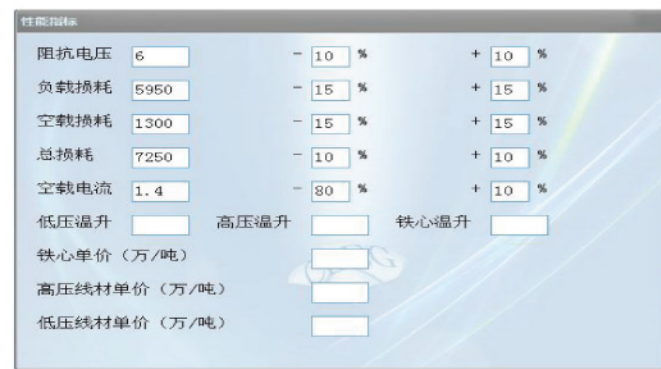 性能指标
阻抗电压 6 - 10 % + 10 %
负载损耗 5950 - 15 % + 15 %
空载损耗 1300 - 15 % + 15 %
总损耗 7250 - 10 % + 10 %
空载电流 1.4 - 80 % + 10 %
低压温升 高压温升 铁心温升
铁心单价（万/吨）
高压线材单价（万/吨）
低压线材单价（万/吨）